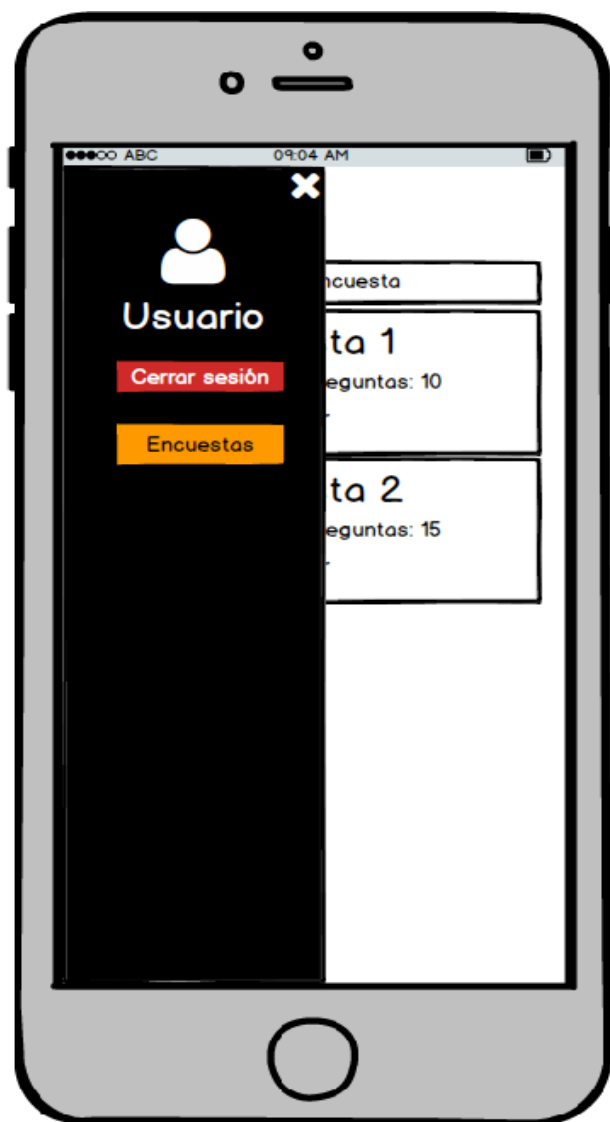 ABC 09:04 AM
Usuario
Cerrar sesión
Encuestas
ncuesta
ta 1
eguntas: 10
ta 2
eguntas: 15